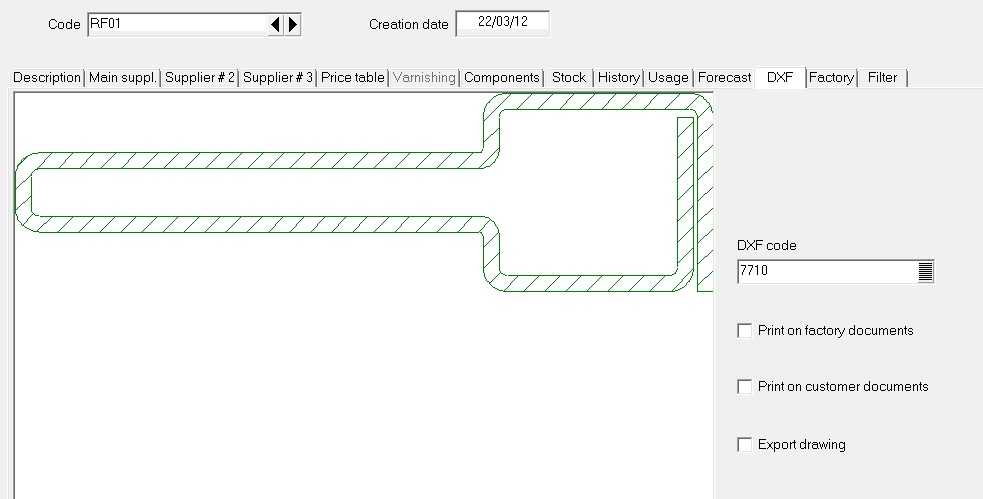 Code RF01 Creation date 22/03/12
Description Main suppl. Supplier # 2 Supplier # 3 Price table Varnishing Components Stock History Usage Forecast DXF Factory Filter
DXF code
7710
Print on factory documents
Print on customer documents
Export drawing